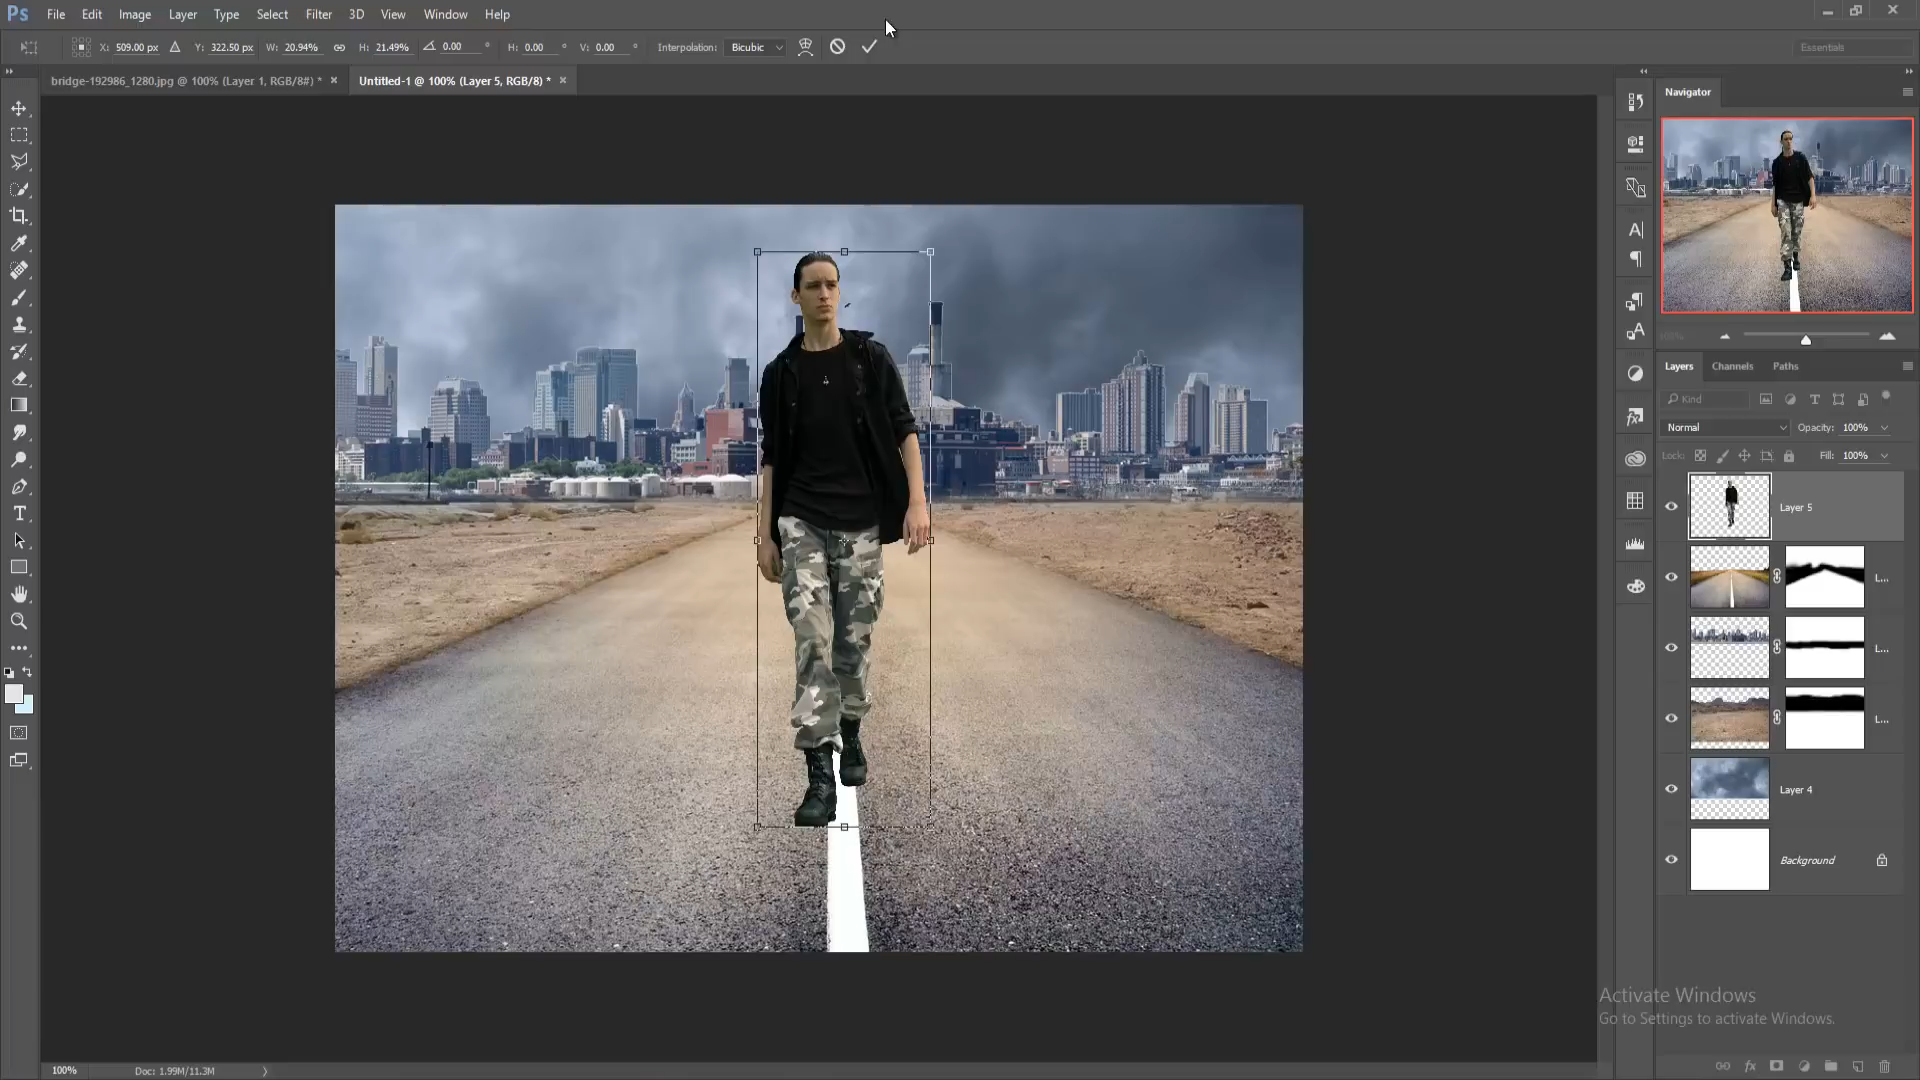 Ps File Edit Image Layer Type Select Filter 3D View Window Help
X: 509.00 px Y: 322.50 px W: 20.94% H: 21.49% 0.00 ° H: 0.00 ° V: 0.00 ° Interpolation: Bicubic Essentials
bridge-192986_1280.jpg @ 100% (Layer 1, RGB/8#) * × Untitled-1 @ 100% (Layer 5, RGB/8) * ×
Navigator
100%
Layers Channels Paths
Kind
Normal Opacity: 100%
Lock: Fill: 100%
Layer 5
L...
L...
L...
Layer 4
Background
Activate Windows
Go to Settings to activate Windows.
100% Doc: 1.99M/11.3M